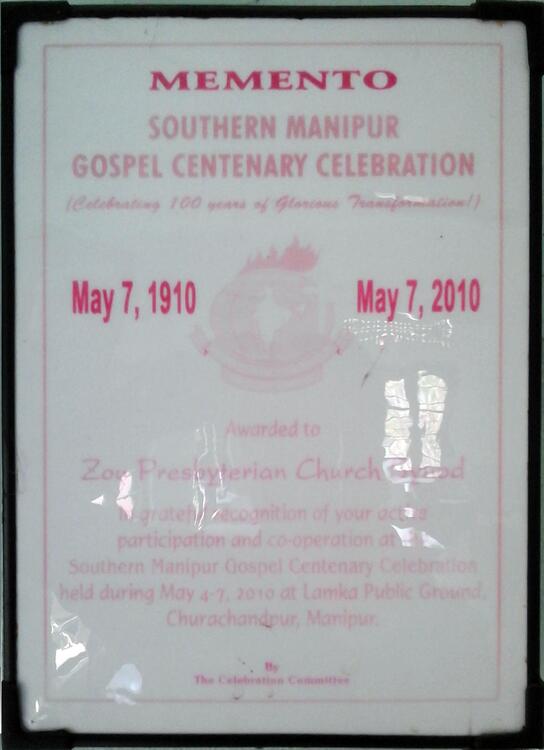 MEMENTO
SOUTHERN MANIPUR
GOSPEL CENTENARY CELEBRATION
(Celebrating 100 years of Glorious Transformation!)
May 7, 1910
May 7, 2010
Awarded to
Zou Presbyterian Church Synod
In grateful recognition of your active
participation and co-operation at
Southern Manipur Gospel Centenary Celebration
held during May 4-7, 2010 at Lamka Public Ground,
Churachandpur, Manipur.
By
The Celebration Committee